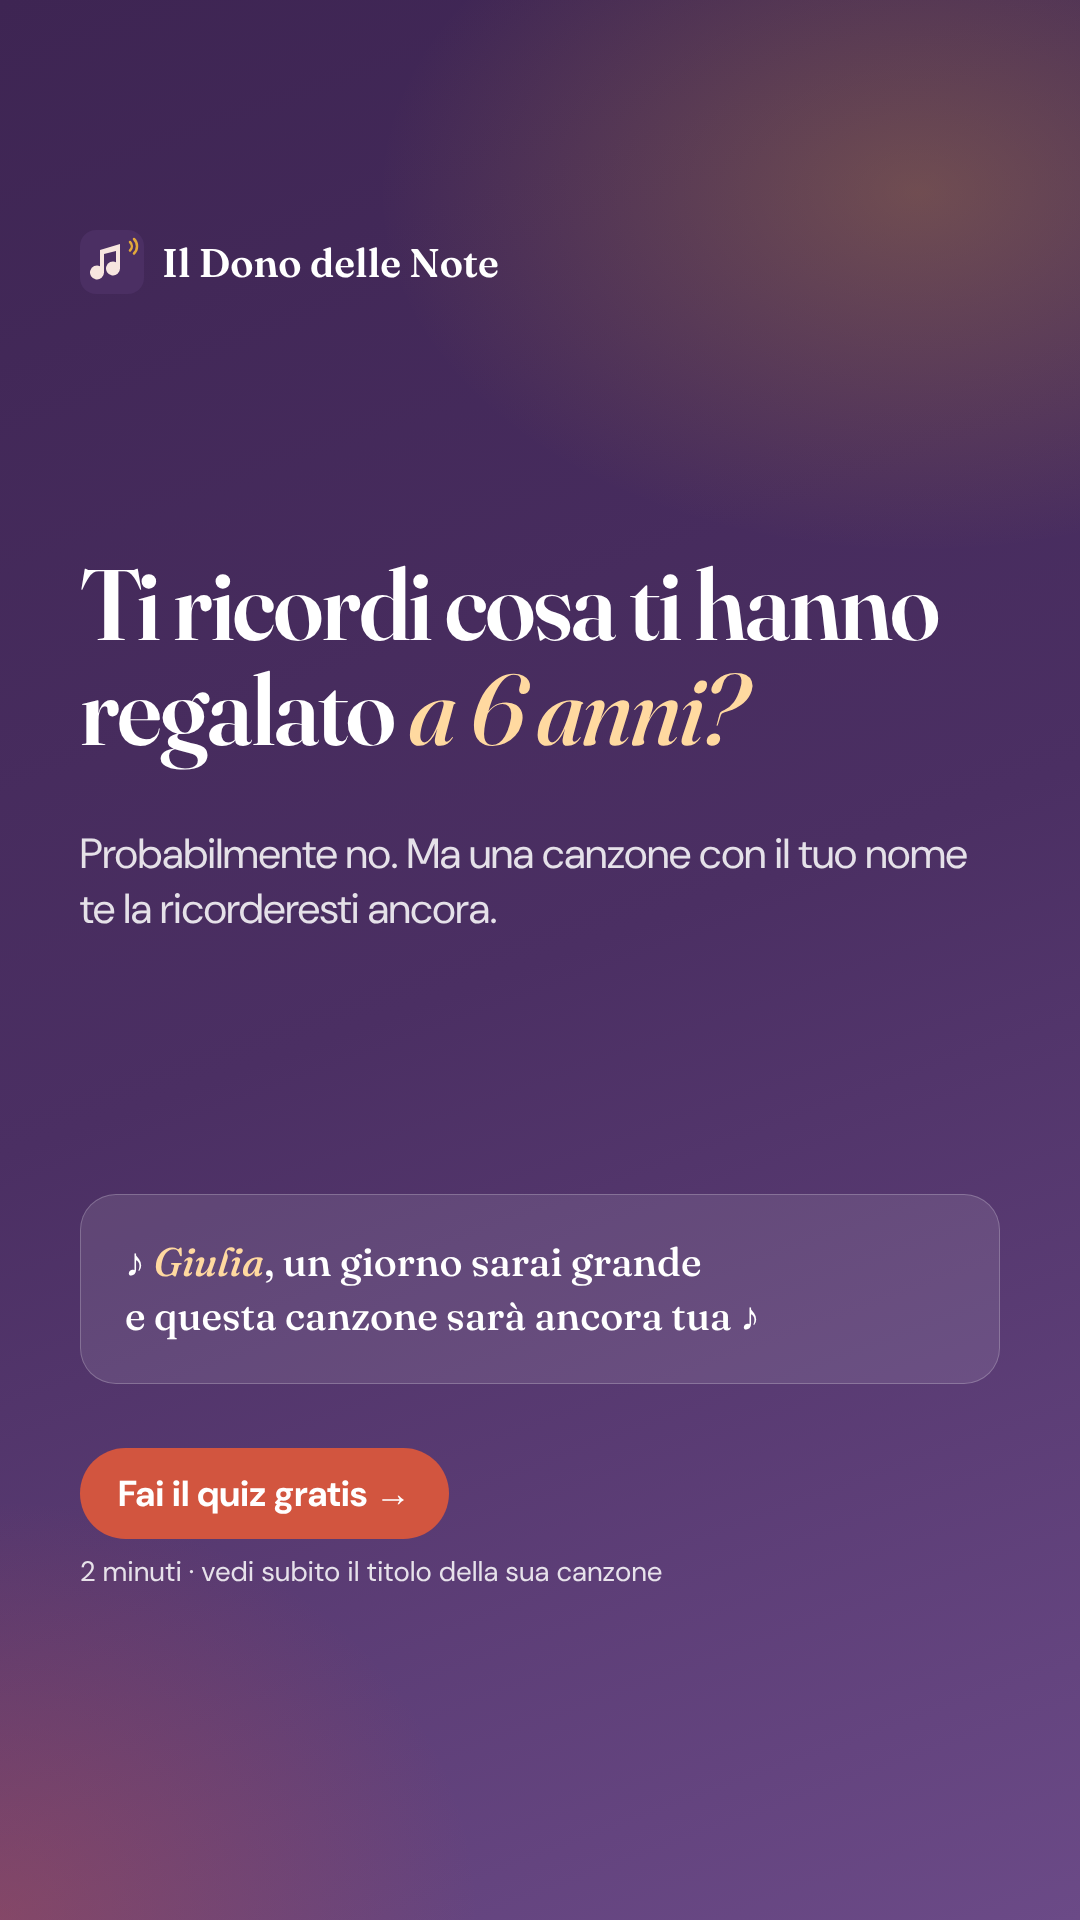 Il Dono delle Note
Ti ricordi cosa ti hanno
regalato a 6 anni?
Probabilmente no. Ma una canzone con il tuo nome
te la ricorderesti ancora.
♪ Giulia, un giorno sarai grande
e questa canzone sarà ancora tua ♪
Fai il quiz gratis →
2 minuti · vedi subito il titolo della sua canzone